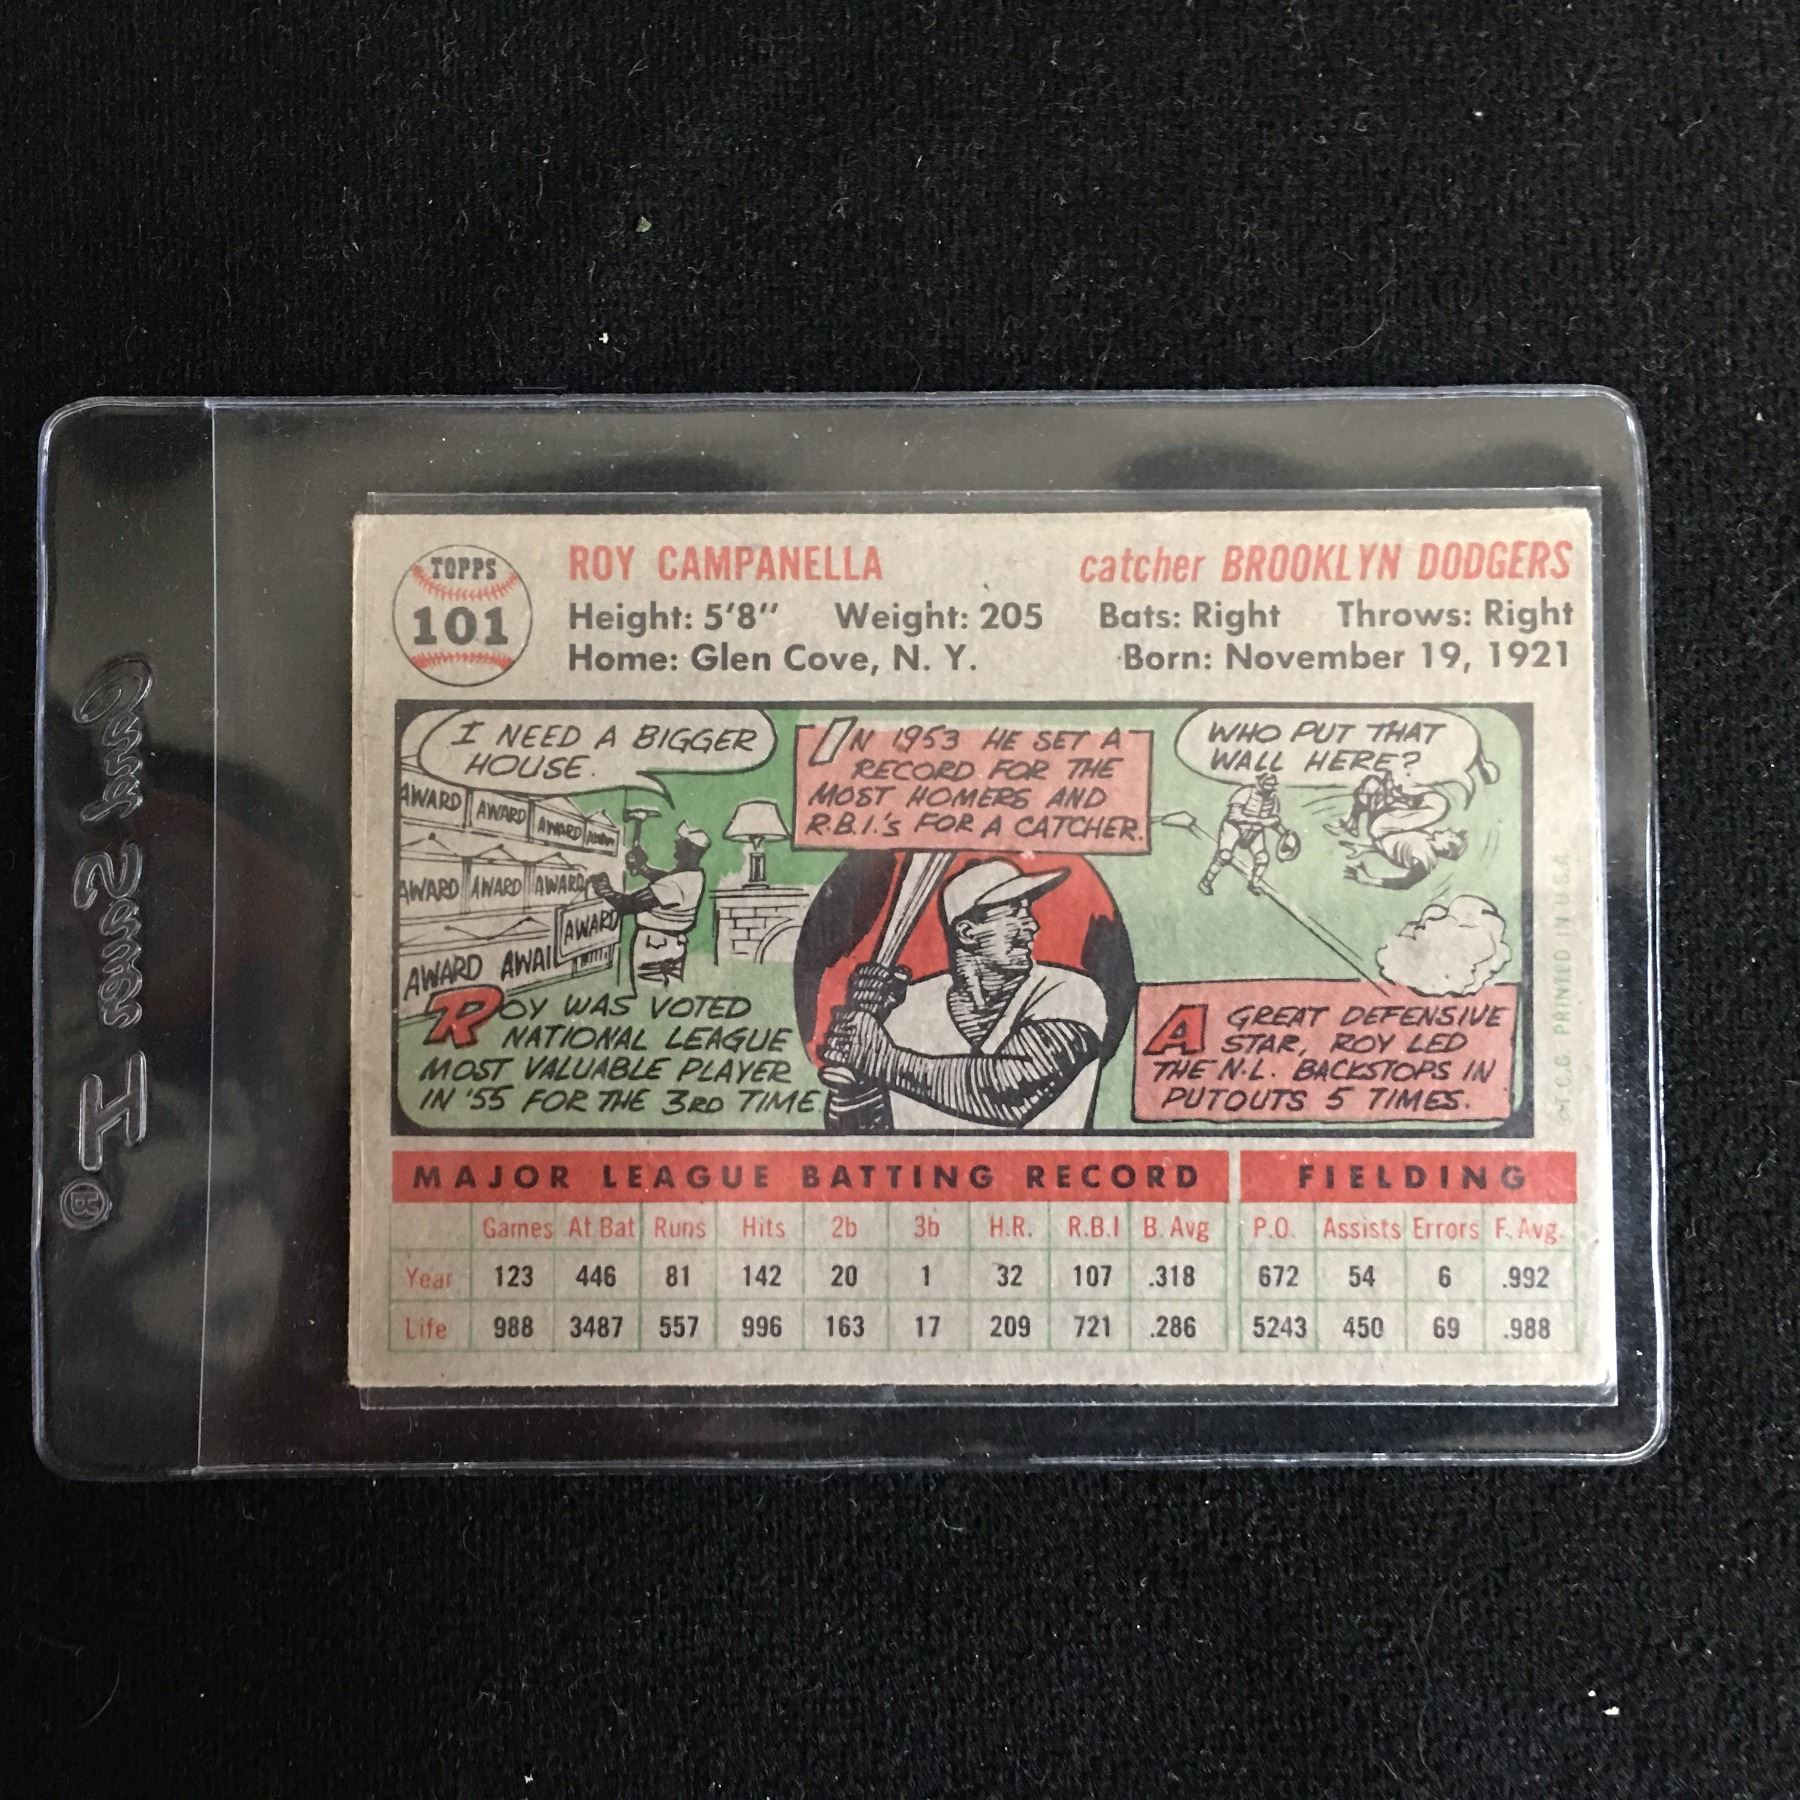 TOPPS
101
ROY CAMPANELLA catcher BROOKLYN DODGERS
Height: 5'8" Weight: 205 Bats: Right Throws: Right
Home: Glen Cove, N. Y. Born: November 19, 1921
I NEED A BIGGER
HOUSE.
AWARD AWARD AWARD AWARD
AWARD AWARD AWARD
AWARD
AWARD AWAI
ROY WAS VOTED
NATIONAL LEAGUE
MOST VALUABLE PLAYER
IN '55 FOR THE 3RD TIME.
IN 1953 HE SET A
RECORD FOR THE
MOST HOMERS AND
R.B.I.'s FOR A CATCHER.
WHO PUT THAT
WALL HERE?
A GREAT DEFENSIVE
STAR, ROY LED
THE N.L. BACKSTOPS IN
PUTOUTS 5 TIMES.
©T.C.G. PRINTED IN U.S.A.
MAJOR LEAGUE BATTING RECORD FIELDING
Games At Bat Runs Hits 2b 3b H.R. R.B.I B. Avg P.O. Assists Errors F. Avg.
Year 123 446 81 142 20 1 32 107 .318 672 54 6 .992
Life 988 3487 557 996 163 17 209 721 .286 5243 450 69 .988
Card Saver I ®